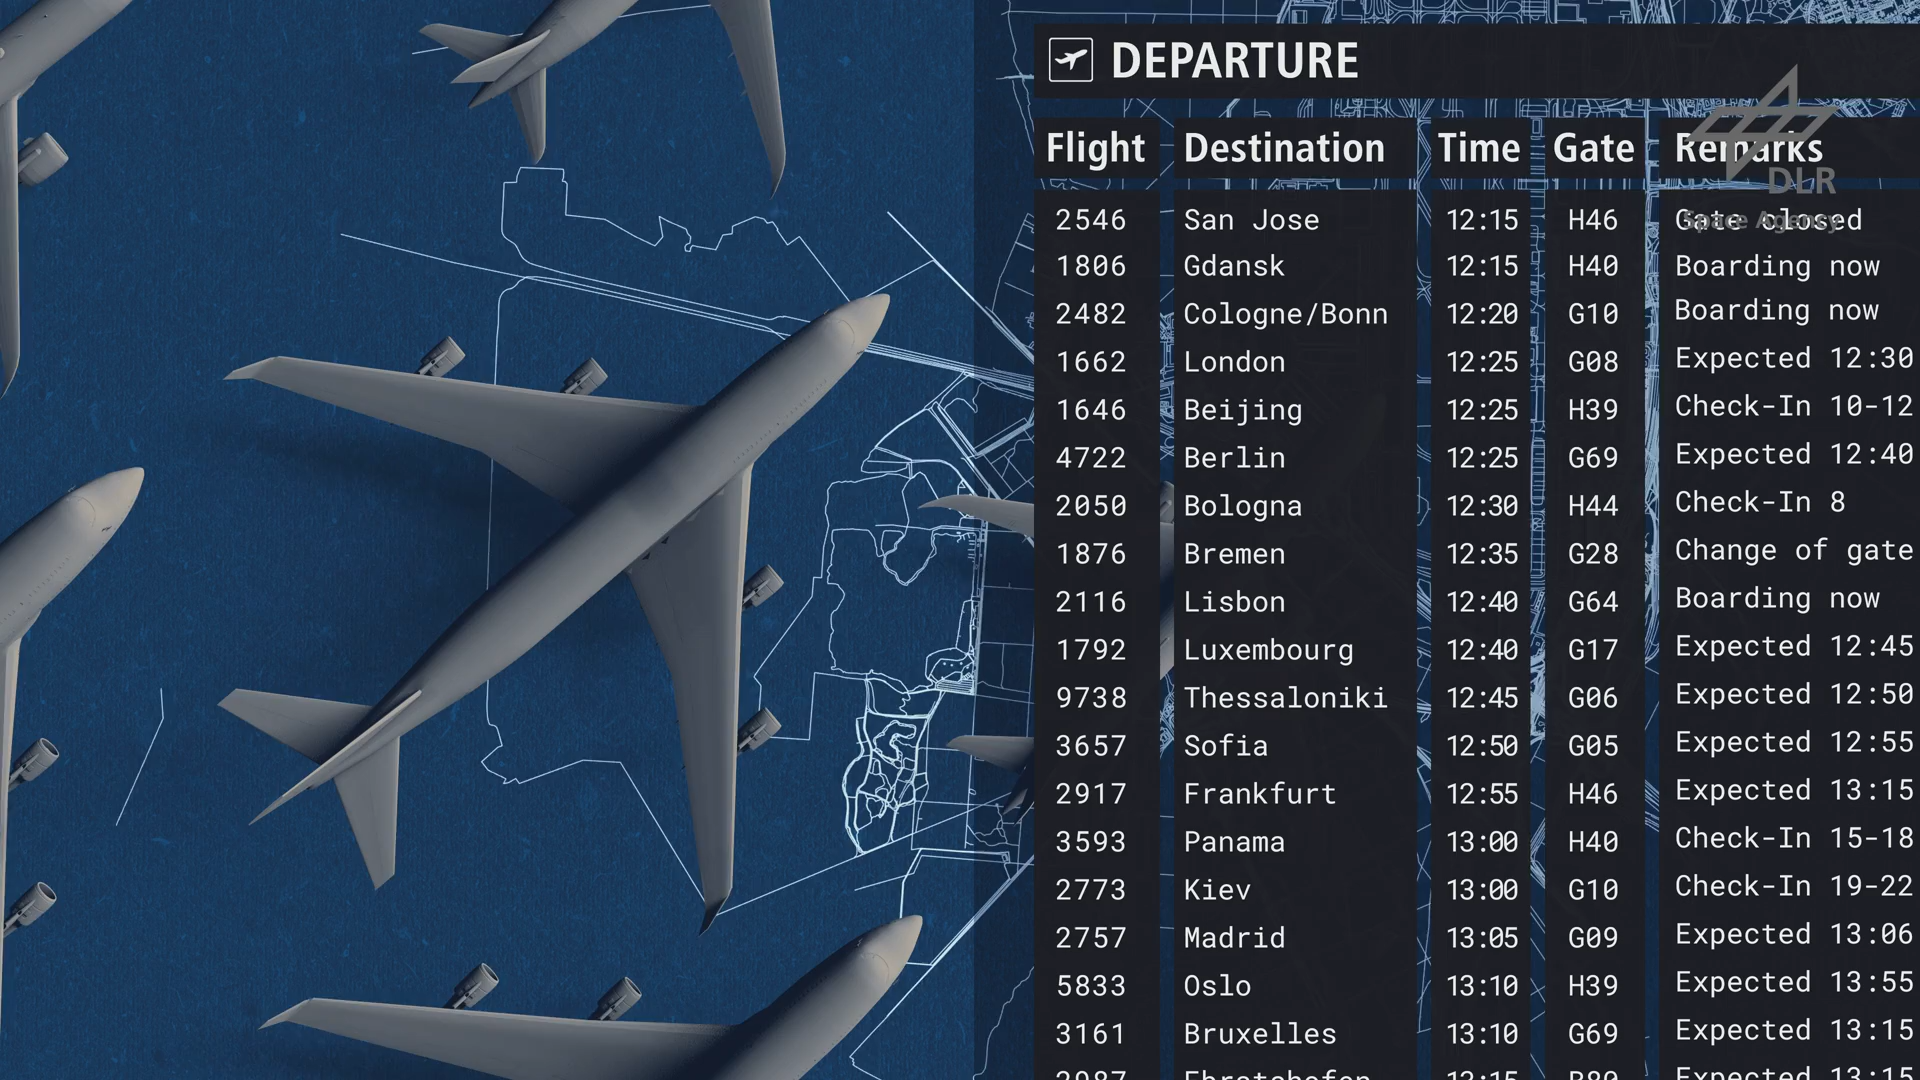 DEPARTURE
Flight Destination Time Gate Remarks
DLR
2546 San Jose 12:15 H46 Gate closed
Space Agency
1806 Gdansk 12:15 H40 Boarding now
2482 Cologne/Bonn 12:20 G10 Boarding now
1662 London 12:25 G08 Expected 12:30
1646 Beijing 12:25 H39 Check-In 10-12
4722 Berlin 12:25 G69 Expected 12:40
2050 Bologna 12:30 H44 Check-In 8
1876 Bremen 12:35 G28 Change of gate
2116 Lisbon 12:40 G64 Boarding now
1792 Luxembourg 12:40 G17 Expected 12:45
9738 Thessaloniki 12:45 G06 Expected 12:50
3657 Sofia 12:50 G05 Expected 12:55
2917 Frankfurt 12:55 H46 Expected 13:15
3593 Panama 13:00 H40 Check-In 15-18
2773 Kiev 13:00 G10 Check-In 19-22
2757 Madrid 13:05 G09 Expected 13:06
5833 Oslo 13:10 H39 Expected 13:55
3161 Bruxelles 13:10 G69 Expected 13:15
13:15 Expected 13:15